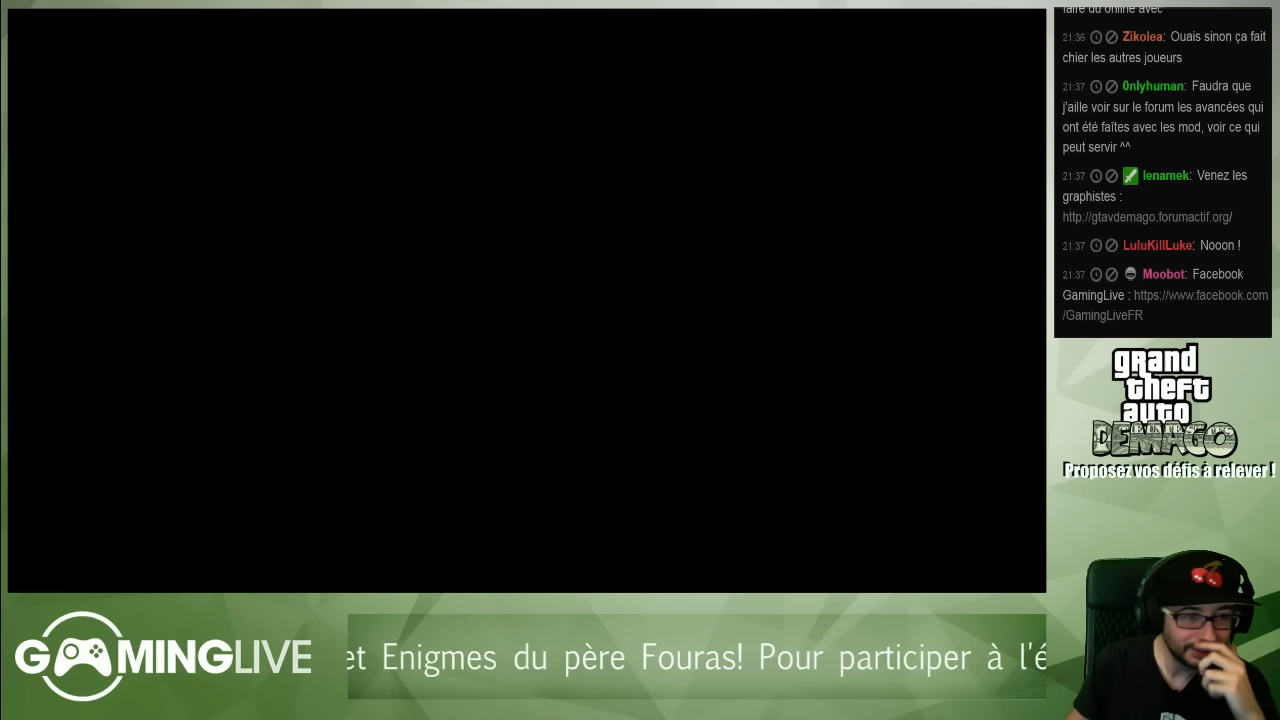 faire du online avec
21:36 Zikolea: Ouais sinon ça fait
chier les autres joueurs
21:37 0nlyhuman: Faudra que
j'aille voir sur le forum les avancées qui
ont été faîtes avec les mod, voir ce qui
peut servir ^^
21:37 lenamek: Venez les
graphistes :
http://gtavdemago.forumactif.org/
21:37 LuluKillLuke: Nooon !
21:37 Moobot: Facebook
GamingLive : https://www.facebook.com
/GamingLiveFR
grand
theft
auto
DEMAGO
Proposez vos défis à relever !
GAMINGLIVE
et Enigmes du père Fouras! Pour participer à l'é